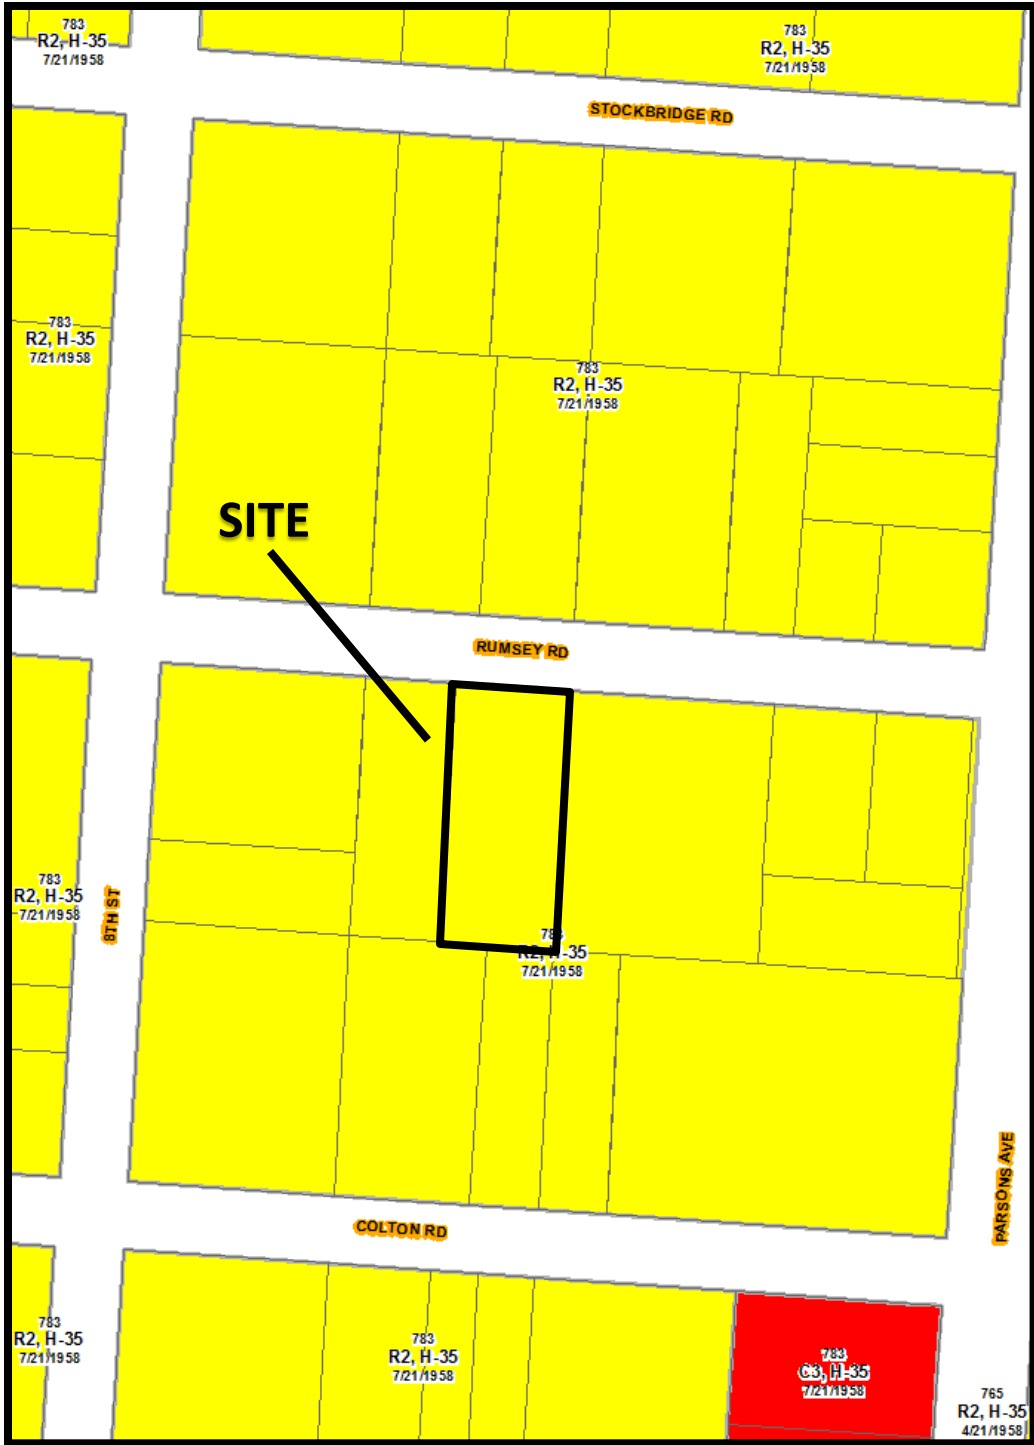 783
R2, H-35
7/21/1958
783
R2, H-35
7/21/1958
STOCKBRIDGE RD
783
R2, H-35
7/21/1958
783
R2, H-35
7/21/1958
SITE
RUMSEY RD
783
R2, H-35
7/21/1958
8TH ST
783
R2, H-35
7/21/1958
PARSONS AVE
COLTON RD
783
R2, H-35
7/21/1958
783
R2, H-35
7/21/1958
783
C3, H-35
7/21/1958
765
R2, H-35
4/21/1958